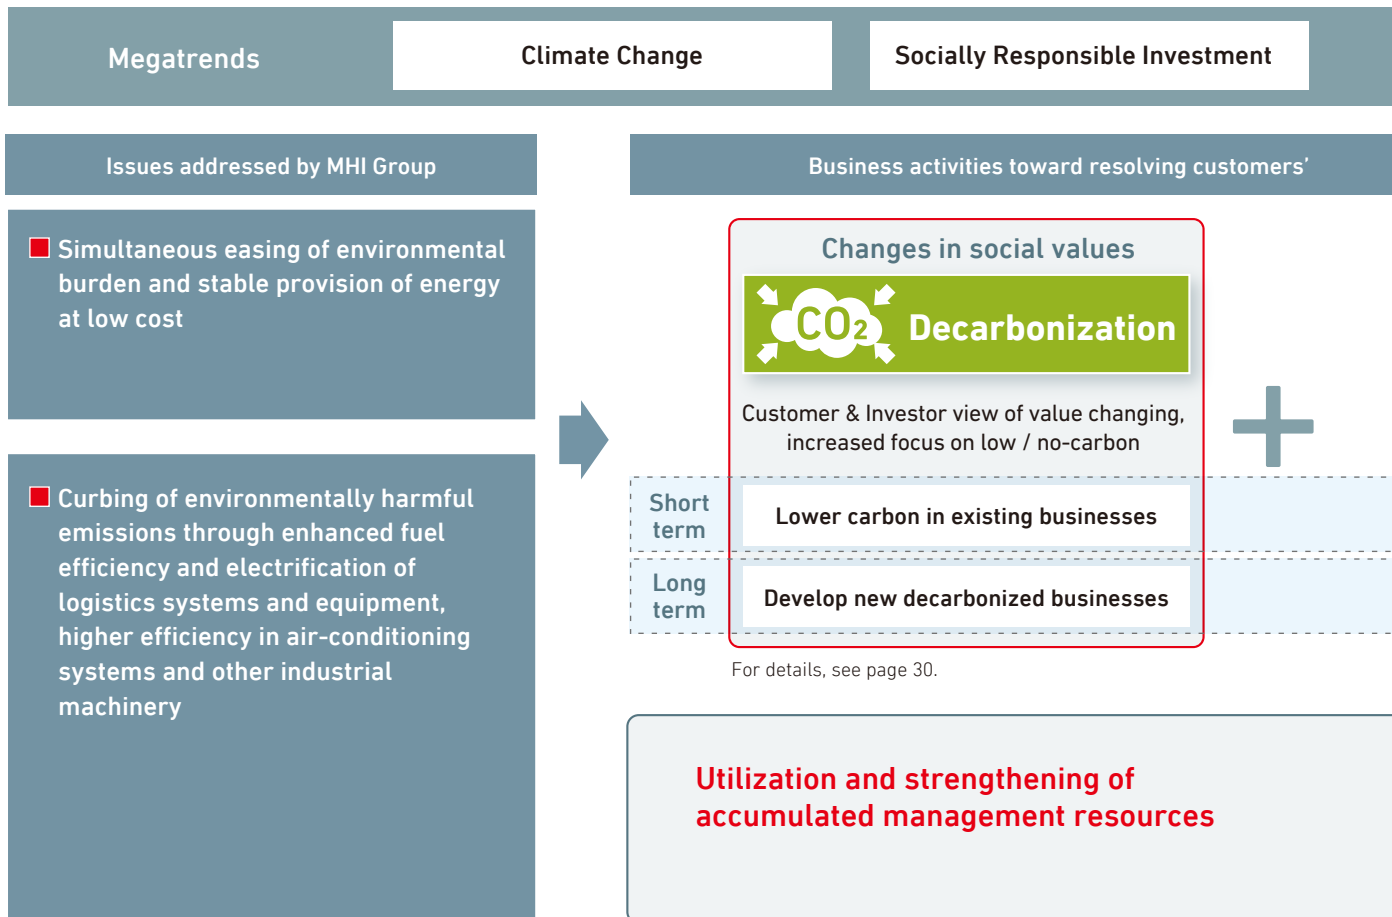 Megatrends
Climate Change
Socially Responsible Investment
Issues addressed by MHI Group
Simultaneous easing of environmental
burden and stable provision of energy
at low cost
Curbing of environmentally harmful
emissions through enhanced fuel
efficiency and electrification of
logistics systems and equipment,
higher efficiency in air-conditioning
systems and other industrial
machinery
Business activities toward resolving customers’
Changes in social values
CO₂ Decarbonization
Customer & Investor view of value changing,
increased focus on low / no-carbon
Short
term
Lower carbon in existing businesses
Long
term
Develop new decarbonized businesses
For details, see page 30.
Utilization and strengthening of
accumulated management resources